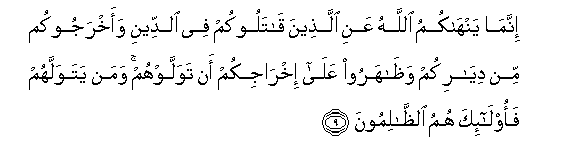 إِنَّمَا يَنْهَىٰكُمُ ٱللَّهُ عَنِ ٱلَّذِينَ قَـٰتَلُوكُمْ فِى ٱلدِّينِ وَأَخْرَجُوكُم
مِّن دِيَـٰرِكُمْ وَظَـٰهَرُوا۟ عَلَىٰٓ إِخْرَاجِكُمْ أَن تَوَلَّوْهُمْ ۚ وَمَن يَتَوَلَّهُمْ
فَأُو۟لَـٰٓئِكَ هُمُ ٱلظَّـٰلِمُونَ ۝٩